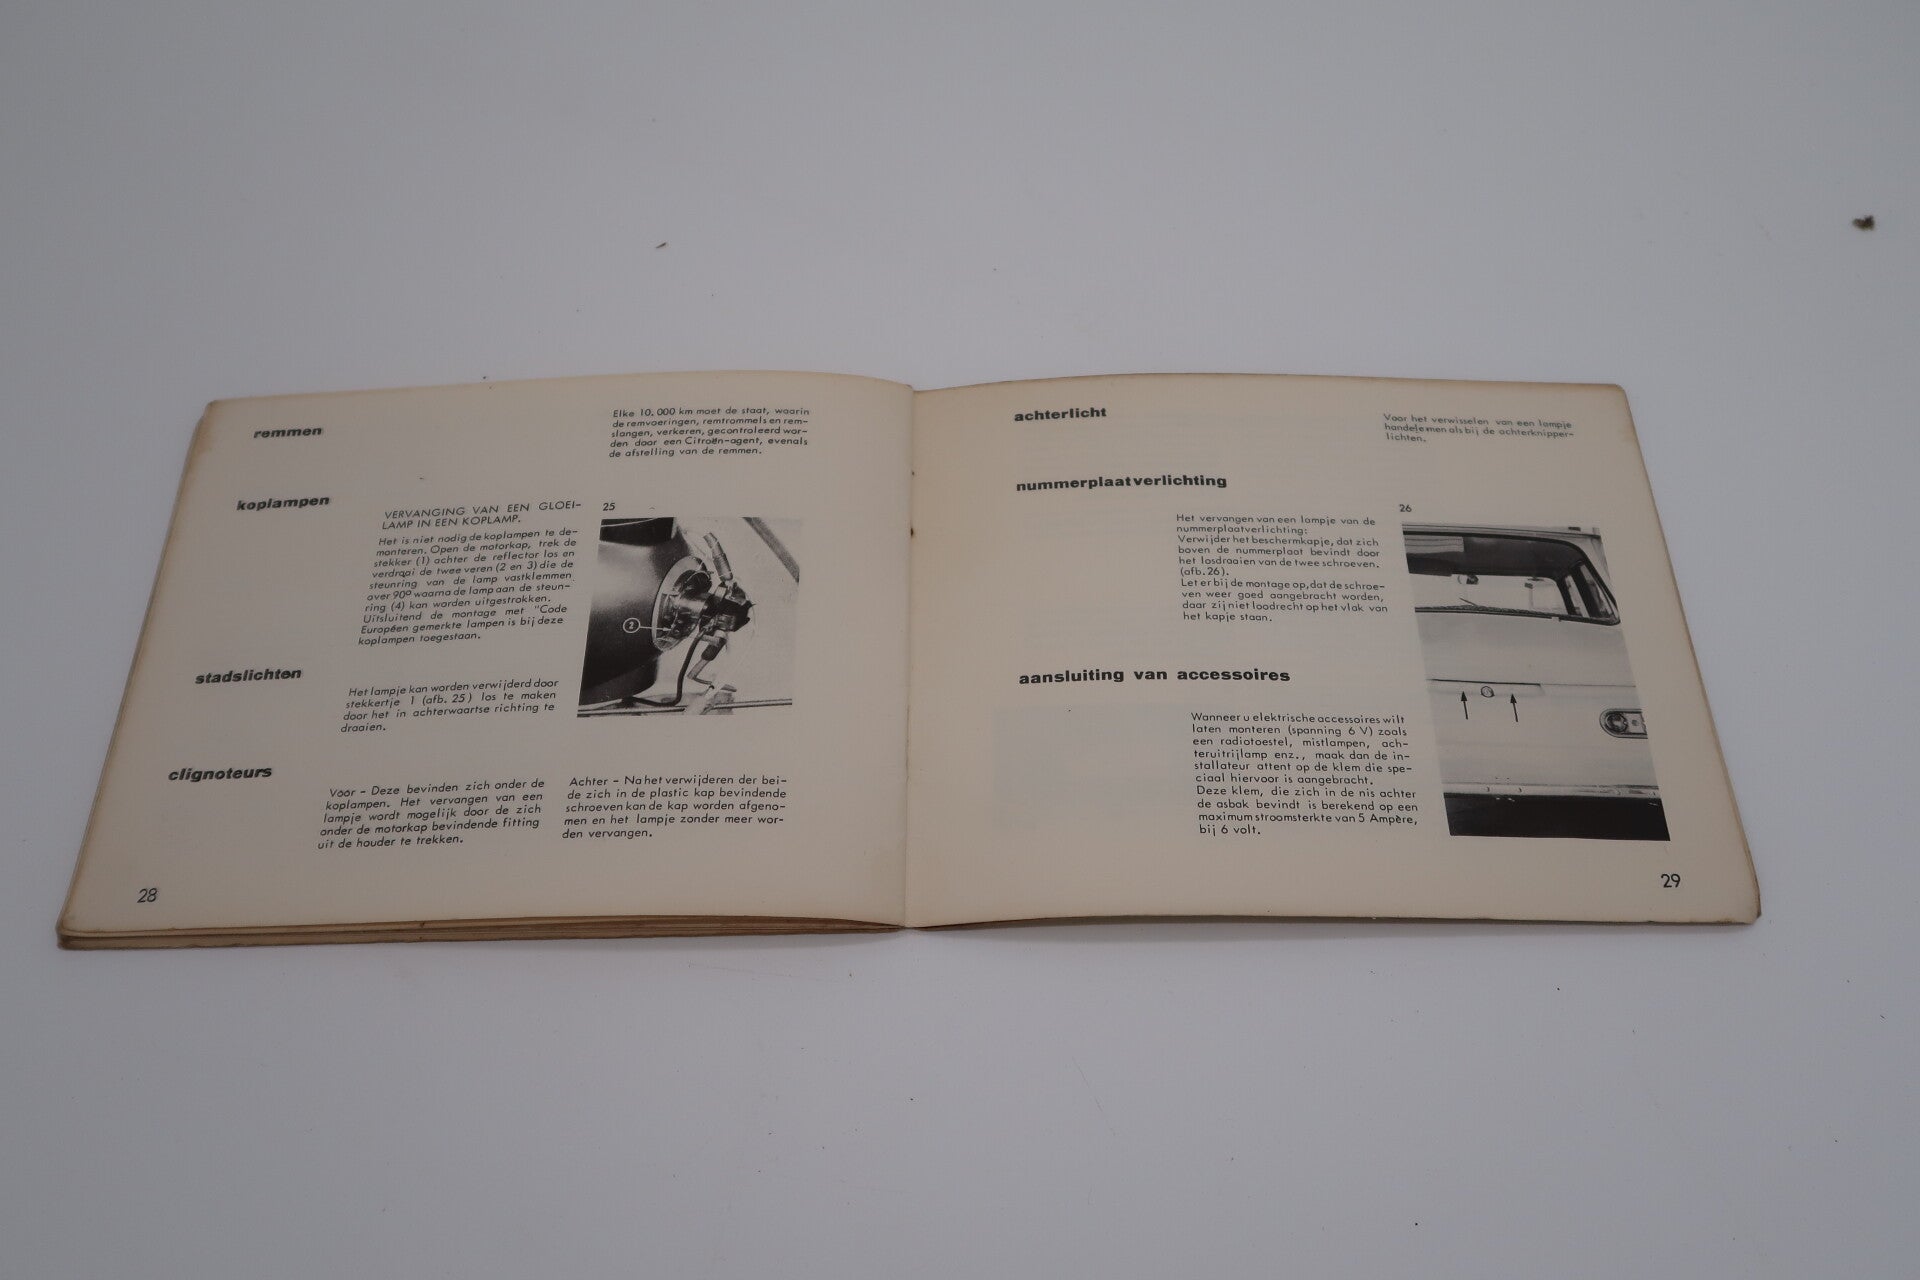 remmen
Elke 10.000 km moet de staat, waarin
de remvoeringen, remtrommels en rem-
slangen, verkeren, gecontroleerd wor-
den door een Citroën-agent, evenals
de afstelling van de remmen.
koplampen
VERVANGING VAN EEN GLOEI-
LAMP IN EEN KOPLAMP.
Het is niet nodig de koplampen te de-
monteren. Open de motorkap, trek de
stekker (1) achter de reflector los en
verdraai de twee veren (2 en 3) die de
steunring van de lamp vastklemmen
over 90° waarna de lamp aan de steun-
ring (4) kan worden uitgestrokken.
Uitsluitend de montage met "Code
Européen gemerkte lampen is bij deze
koplampen toegestaan.
25
2
stadslichten
Het lampje kan worden verwijderd door
stekkertje 1 (afb. 25) los te maken
door het in achterwaartse richting te
draaien.
clignoteurs
Vóór - Deze bevinden zich onder de
koplampen. Het vervangen van een
lampje wordt mogelijk door de zich
onder de motorkap bevindende fitting
uit de houder te trekken.
Achter - Na het verwijderen der bei-
de zich in de plastic kap bevindende
schroeven kan de kap worden afgeno-
men en het lampje zonder meer wor-
den vervangen.
28
achterlicht
Voor het verwisselen van een lampje
handele men als bij de achterknipper-
lichten.
nummerplaatverlichting
Het vervangen van een lampje van de
nummerplaatverlichting:
Verwijder het beschermkapje, dat zich
boven de nummerplaat bevindt door
het losdraaien van de twee schroeven.
(afb.26).
Let er bij de montage op, dat de schroe-
ven weer goed aangebracht worden,
daar zij niet loodrecht op het vlak van
het kapje staan.
26
aansluiting van accessoires
Wanneer u elektrische accessoires wilt
laten monteren (spanning 6 V) zoals
een radiotoestel, mistlampen, ach-
teruitrijlamp enz., maak dan de in-
stallateur attent op de klem die spe-
ciaal hiervoor is aangebracht.
Deze klem, die zich in de nis achter
de asbak bevindt is berekend op een
maximum stroomsterkte van 5 Ampère,
bij 6 volt.
29